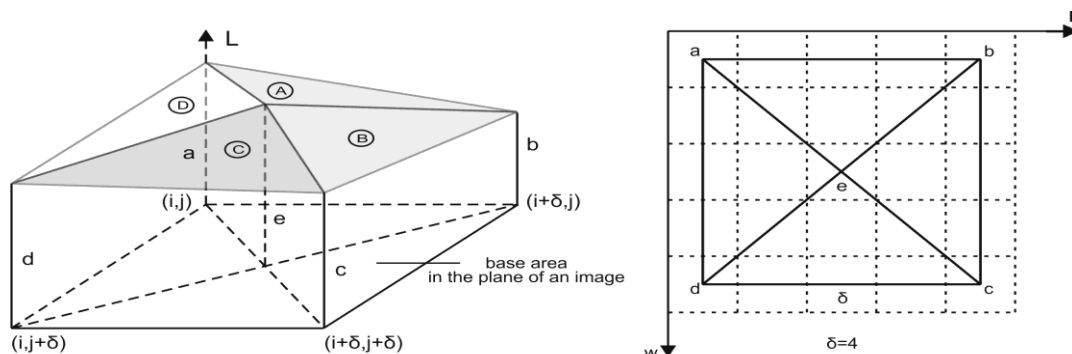 L
A
D
B
a
C
b
(i,j)
(i+δ,j)
e
d
c
base area
in the plane of an image
(i,j+δ)
(i+δ,j+δ)
a
b
e
d
δ
c
w
δ=4